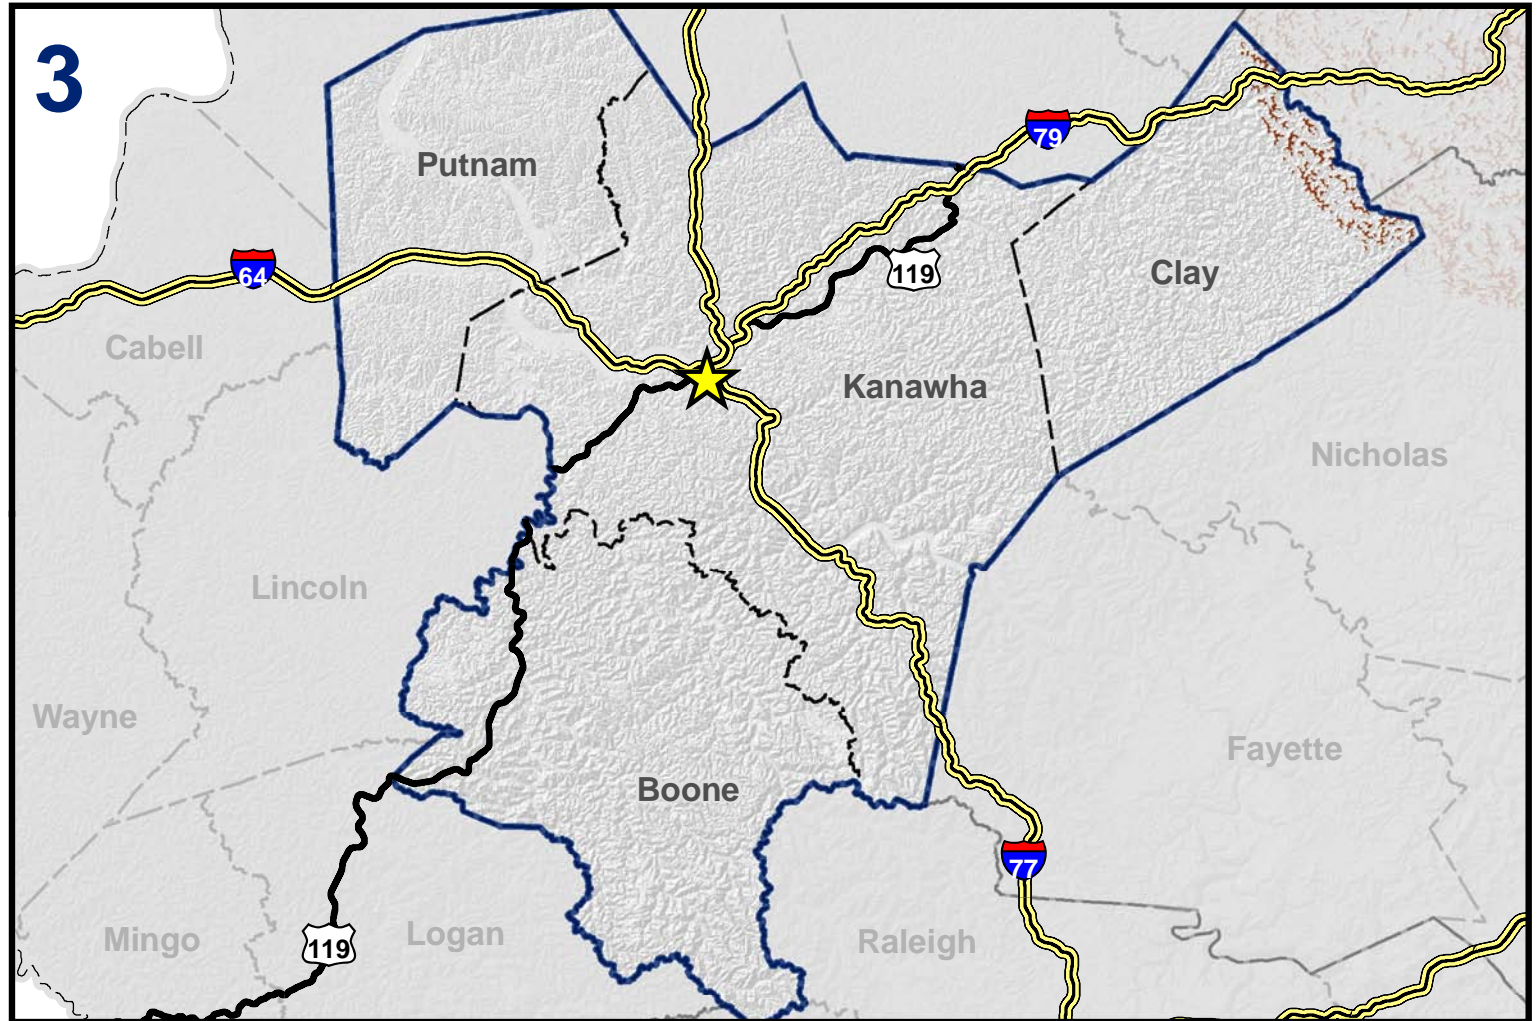 3
79
Putnam
64
119
Clay
Cabell
Kanawha
Nicholas
Lincoln
Wayne
Fayette
Boone
77
Mingo
Logan
Raleigh
119